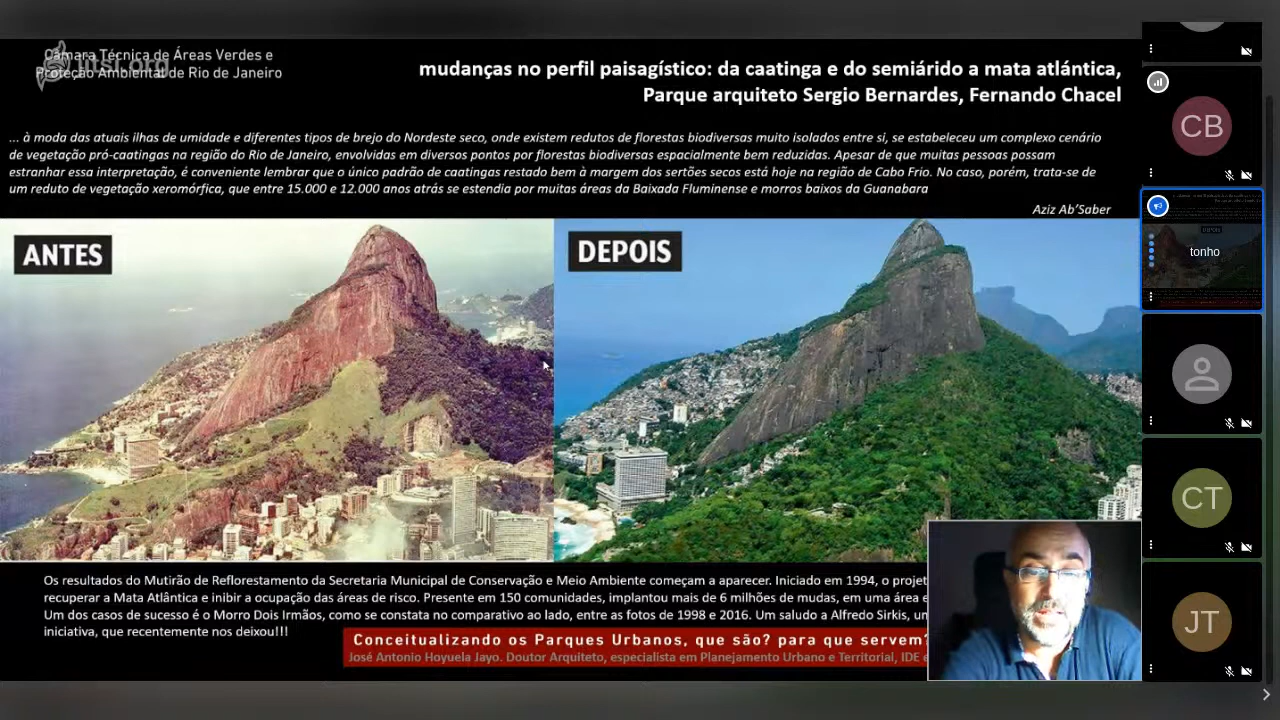 Câmara Técnica de Áreas Verdes e
Proteção Ambiental de Rio de Janeiro
jitsi.org
mudanças no perfil paisagístico: da caatinga e do semiárido a mata atlántica,
Parque arquiteto Sergio Bernardes, Fernando Chacel
... à moda das atuais ilhas de umidade e diferentes tipos de brejo do Nordeste seco, onde existem redutos de florestas biodiversas muito isolados entre si, se estabeleceu um complexo cenário
de vegetação pró-caatingas na região do Rio de Janeiro, envolvidas em diversos pontos por florestas biodiversas espacialmente bem reduzidas. Apesar de que muitas pessoas possam
estranhar essa interpretação, é conveniente lembrar que o único padrão de caatingas restado bem à margem dos sertões secos está hoje na região de Cabo Frio. No caso, porém, trata-se de
um reduto de vegetação xeromórfica, que entre 15.000 e 12.000 anos atrás se estendia por muitas áreas da Baixada Fluminense e morros baixos da Guanabara
Aziz Ab'Saber
ANTES
DEPOIS
Os resultados do Mutirão de Reflorestamento da Secretaria Municipal de Conservação e Meio Ambiente começam a aparecer. Iniciado em 1994, o projet
recuperar a Mata Atlântica e inibir a ocupação das áreas de risco. Presente em 150 comunidades, implantou mais de 6 milhões de mudas, em uma área e
Um dos casos de sucesso é o Morro Dois Irmãos, como se constata no comparativo ao lado, entre as fotos de 1998 e 2016. Um saludo a Alfredo Sirkis, un
iniciativa, que recentemente nos deixou!!!
Conceitualizando os Parques Urbanos, que são? para que servem?
José Antonio Hoyuela Jayo. Doutor Arquiteto, especialista em Planejamento Urbano e Territorial, IDE e
CB
tonho
CT
JT